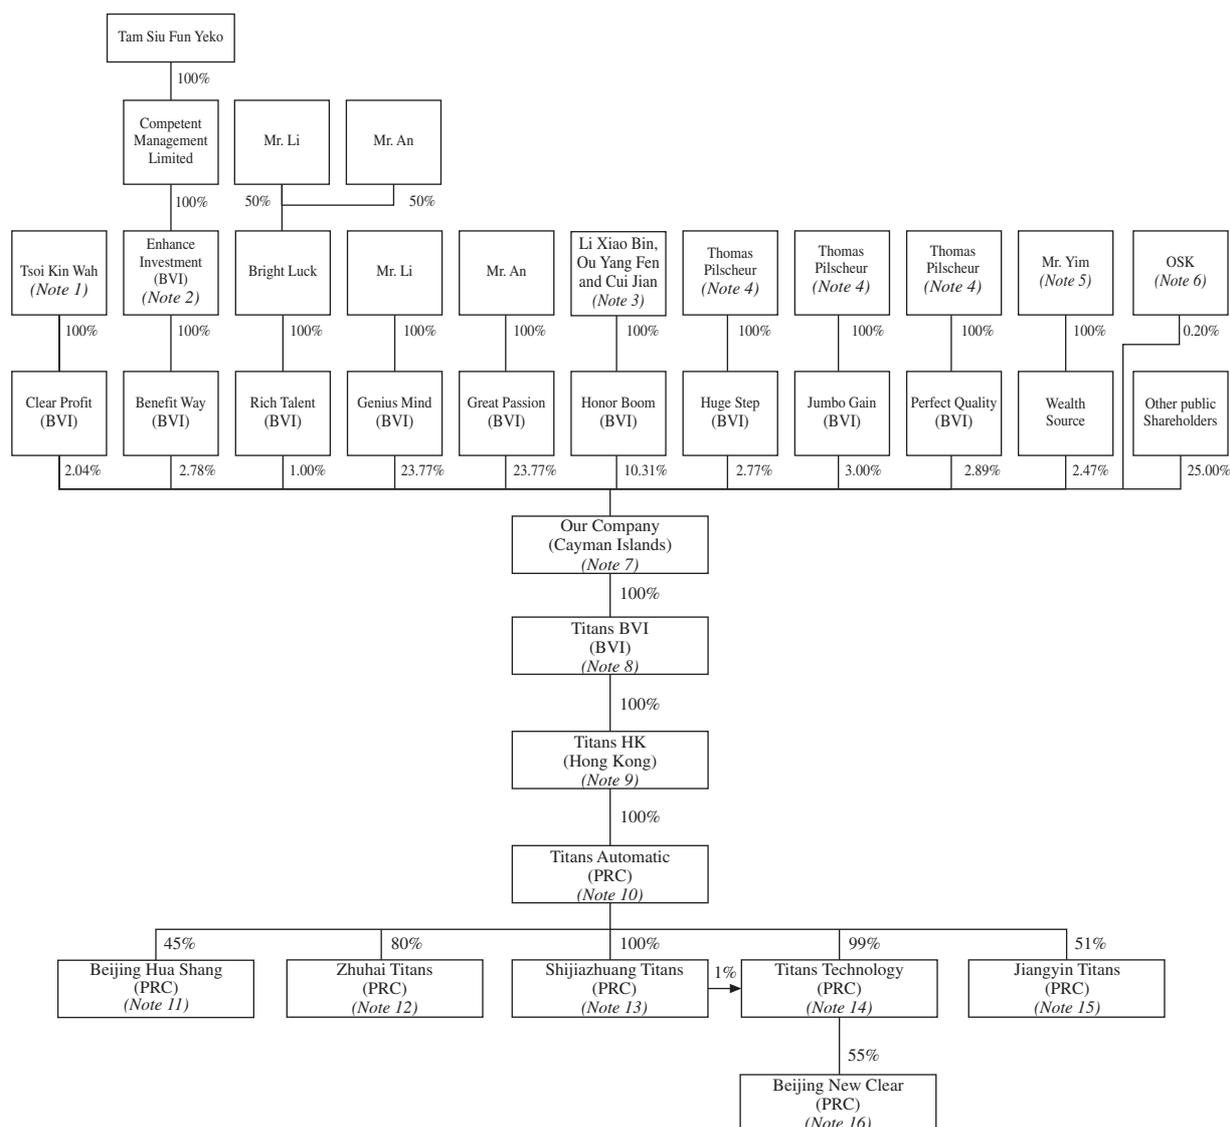 Tam Siu Fun Yeko
100%
Competent
Management
Limited
Mr. Li
Mr. An
100%
50%
50%
Tsoi Kin Wah
(Note 1)
Enhance
Investment
(BVI)
(Note 2)
Bright Luck
Mr. Li
Mr. An
Li Xiao Bin,
Ou Yang Fen
and Cui Jian
(Note 3)
Thomas
Pilscheur
(Note 4)
Thomas
Pilscheur
(Note 4)
Thomas
Pilscheur
(Note 4)
Mr. Yim
(Note 5)
OSK
(Note 6)
100%
100%
100%
100%
100%
100%
100%
100%
100%
100%
0.20%
Clear Profit
(BVI)
Benefit Way
(BVI)
Rich Talent
(BVI)
Genius Mind
(BVI)
Great Passion
(BVI)
Honor Boom
(BVI)
Huge Step
(BVI)
Jumbo Gain
(BVI)
Perfect Quality
(BVI)
Wealth
Source
Other public
Shareholders
2.04%
2.78%
1.00%
23.77%
23.77%
10.31%
2.77%
3.00%
2.89%
2.47%
25.00%
Our Company
(Cayman Islands)
(Note 7)
100%
Titans BVI
(BVI)
(Note 8)
100%
Titans HK
(Hong Kong)
(Note 9)
100%
Titans Automatic
(PRC)
(Note 10)
45%
80%
100%
99%
51%
Beijing Hua Shang
(PRC)
(Note 11)
Zhuhai Titans
(PRC)
(Note 12)
Shijiazhuang Titans
(PRC)
(Note 13)
1%
Titans Technology
(PRC)
(Note 14)
Jiangyin Titans
(PRC)
(Note 15)
55%
Beijing New Clear
(PRC)
(Note 16)